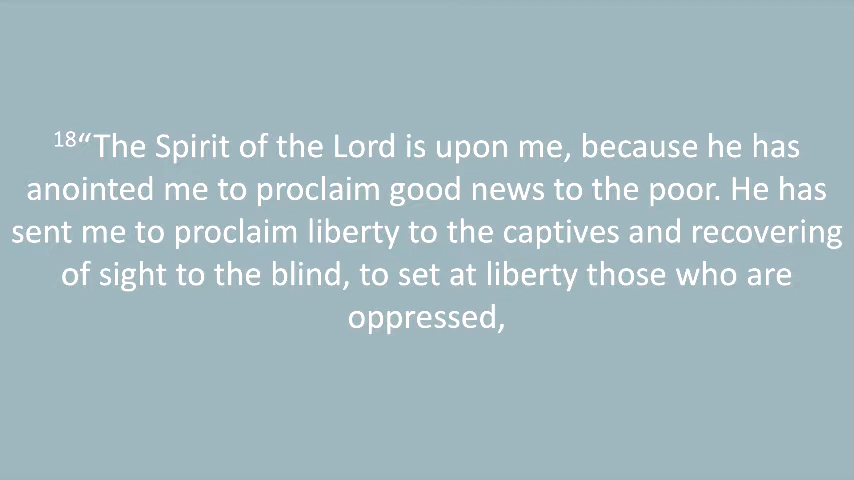 18“The Spirit of the Lord is upon me, because he has
anointed me to proclaim good news to the poor. He has
sent me to proclaim liberty to the captives and recovering
of sight to the blind, to set at liberty those who are
oppressed,